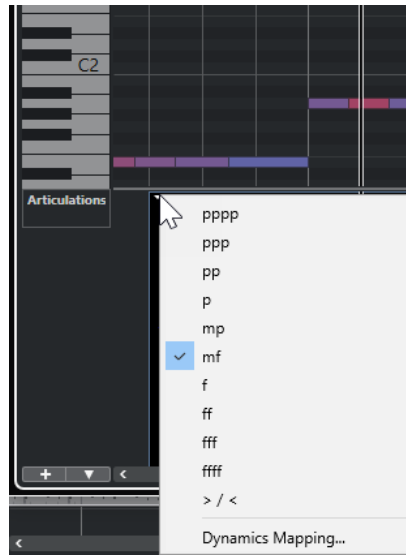 C2
Articulations
pppp
ppp
pp
p
mp
mf
f
ff
fff
ffff
> / <
Dynamics Mapping...